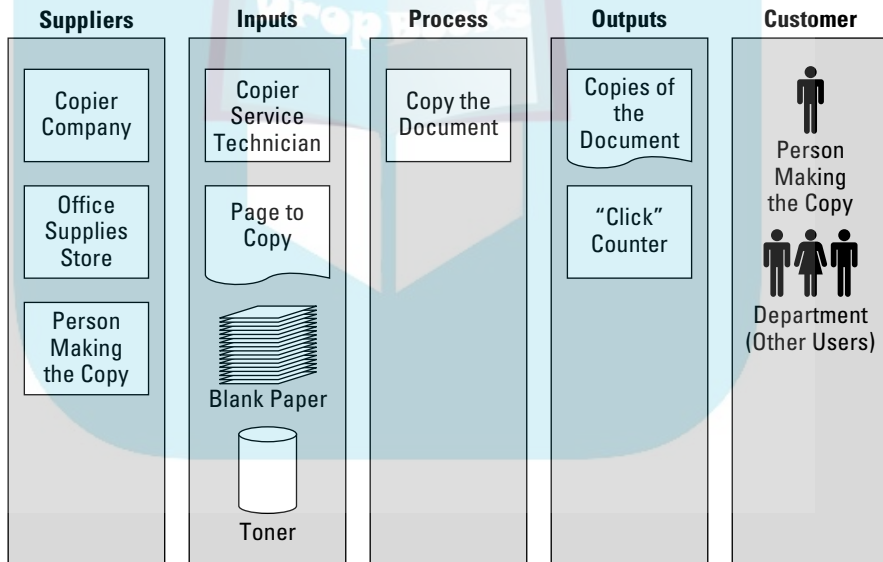 Suppliers
Inputs
Process
Outputs
Customer
Copier
Company
Office
Supplies
Store
Person
Making
the Copy
Copier
Service
Technician
Page to
Copy
Blank Paper
Toner
Copy the
Document
Copies of
the
Document
“Click”
Counter
Person
Making
the Copy
Department
(Other Users)
Prop Books